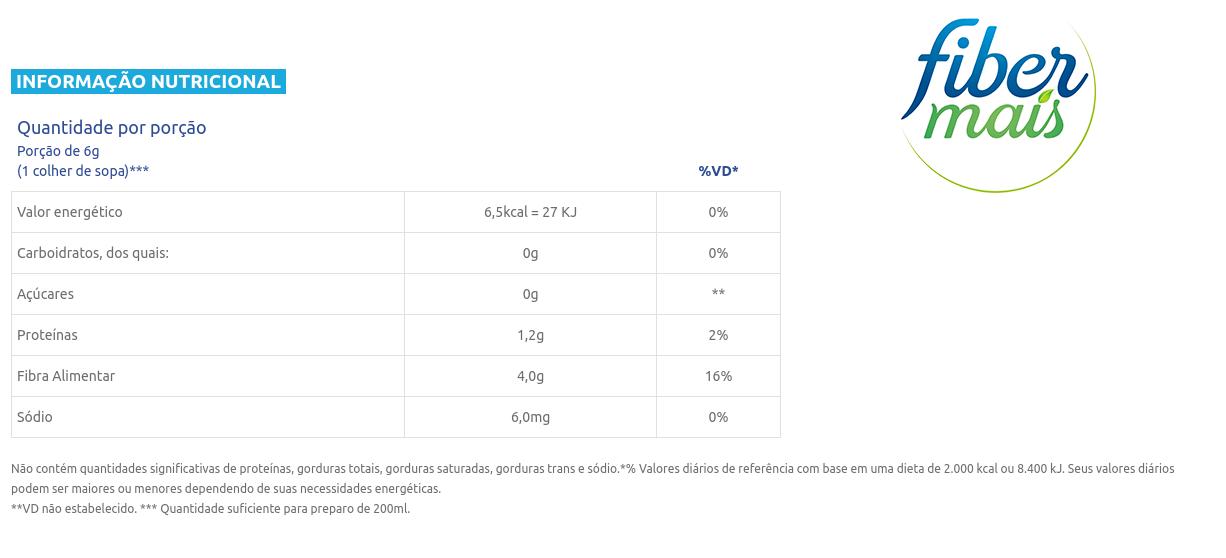 fiber
mais
INFORMAÇÃO NUTRICIONAL
Quantidade por porção
Porção de 6g
(1 colher de sopa)*** %VD*
Valor energético 6,5kcal = 27 KJ 0%
Carboidratos, dos quais: 0g 0%
Açúcares 0g **
Proteínas 1,2g 2%
Fibra Alimentar 4,0g 16%
Sódio 6,0mg 0%
Não contém quantidades significativas de proteínas, gorduras totais, gorduras saturadas, gorduras trans e sódio.*% Valores diários de referência com base em uma dieta de 2.000 kcal ou 8.400 kJ. Seus valores diários
podem ser maiores ou menores dependendo de suas necessidades energéticas.
**VD não estabelecido. *** Quantidade suficiente para preparo de 200ml.